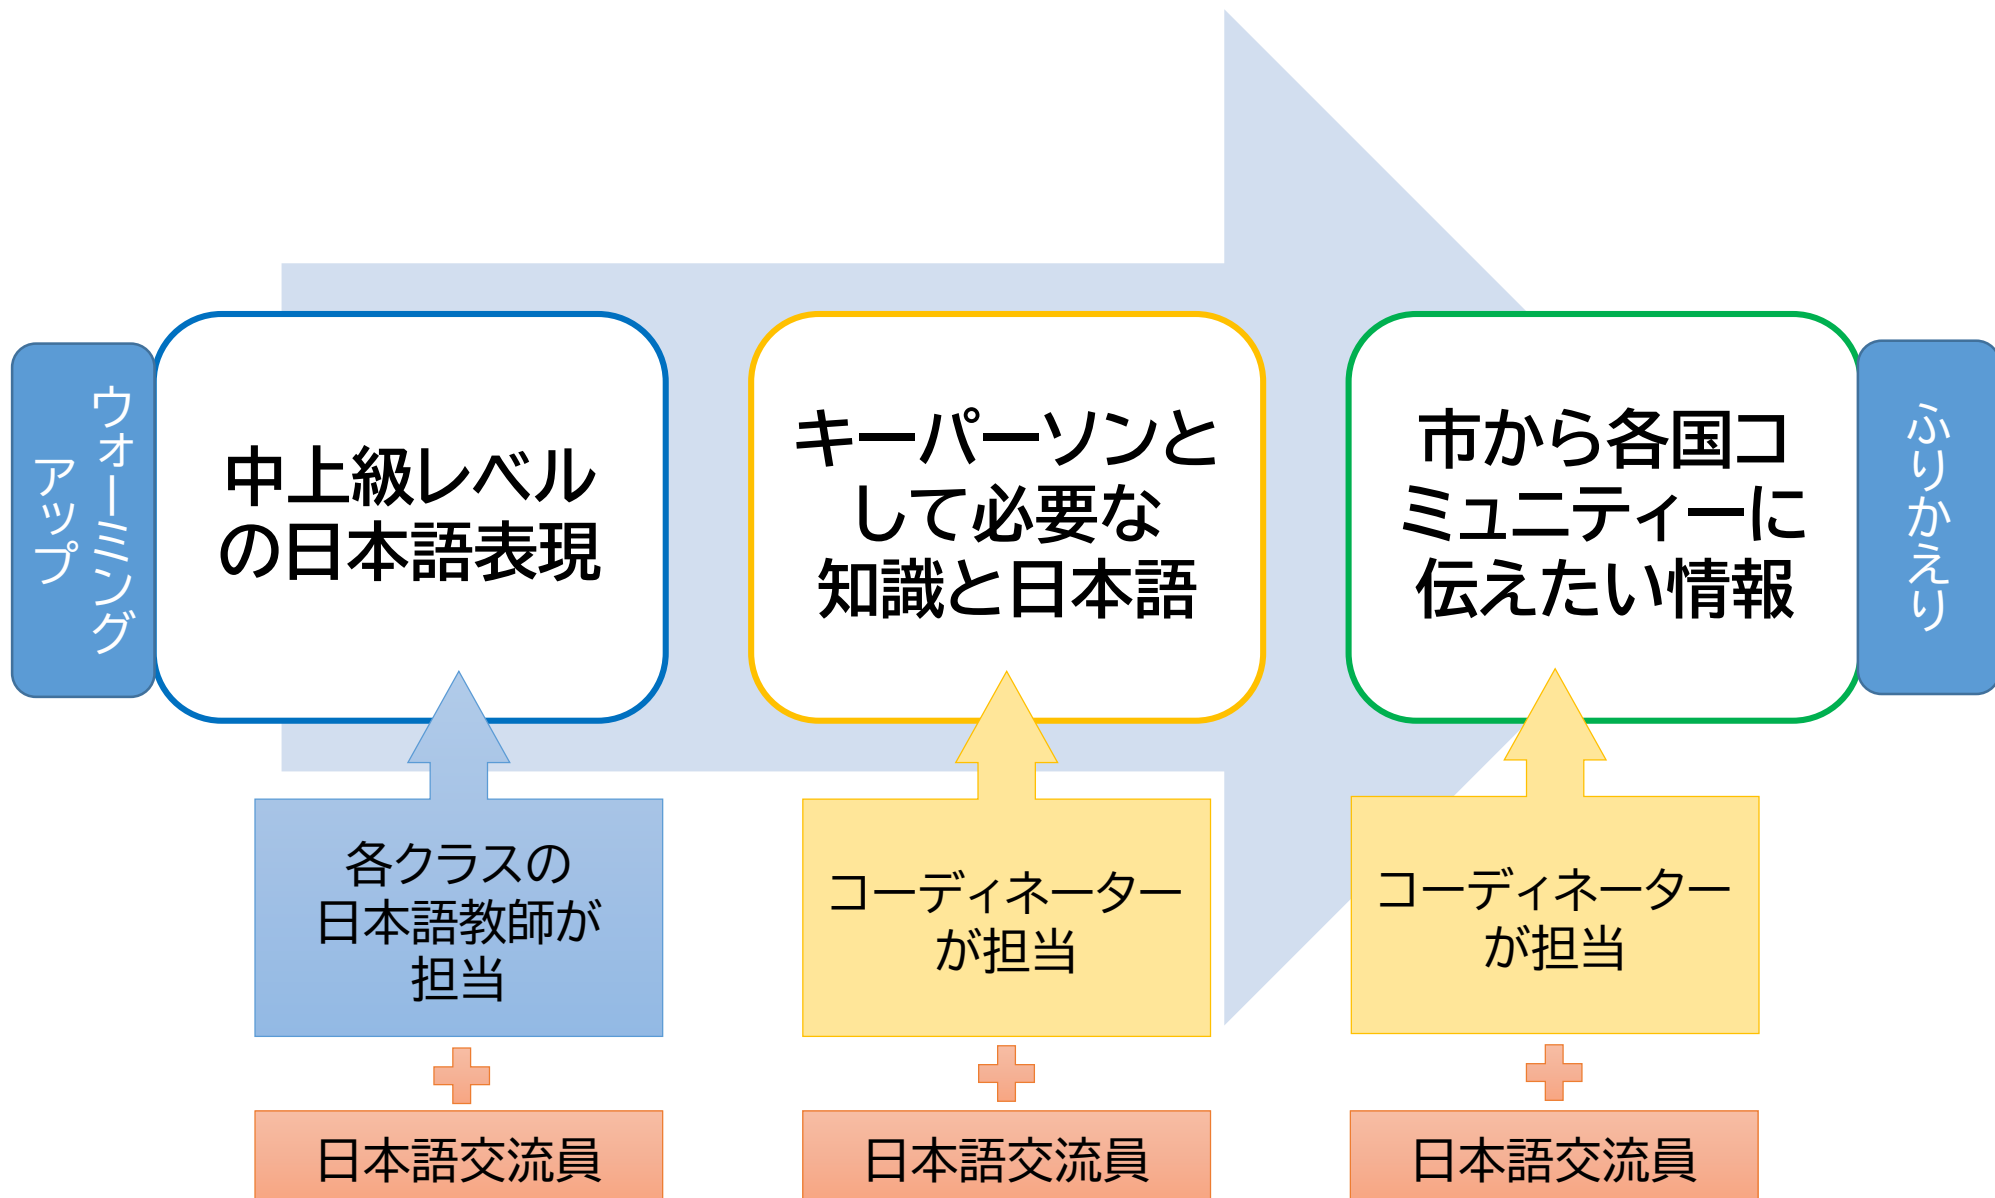 ウォーミング
アップ
中上級レベル
の日本語表現
キーパーソンと
して必要な
知識と日本語
市から各国コ
ミュニティーに
伝えたい情報
ふりかえり
各クラスの
日本語教師が
担当
コーディネーター
が担当
コーディネーター
が担当
日本語交流員
日本語交流員
日本語交流員